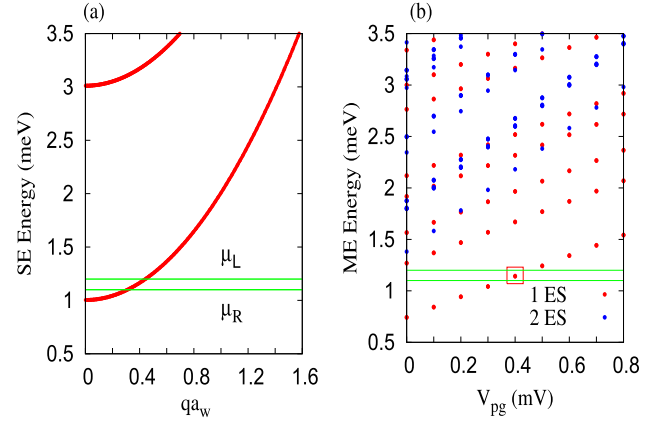 (a)
(b)
SE Energy (meV)
3.5
3
2.5
2
1.5
1
0.5
μL
μR
0
0.4
0.8
1.2
1.6
qaw
ME Energy (meV)
3.5
3
2.5
2
1.5
1
0.5
1 ES
2 ES
0
0.2
0.4
0.6
0.8
Vpg (mV)